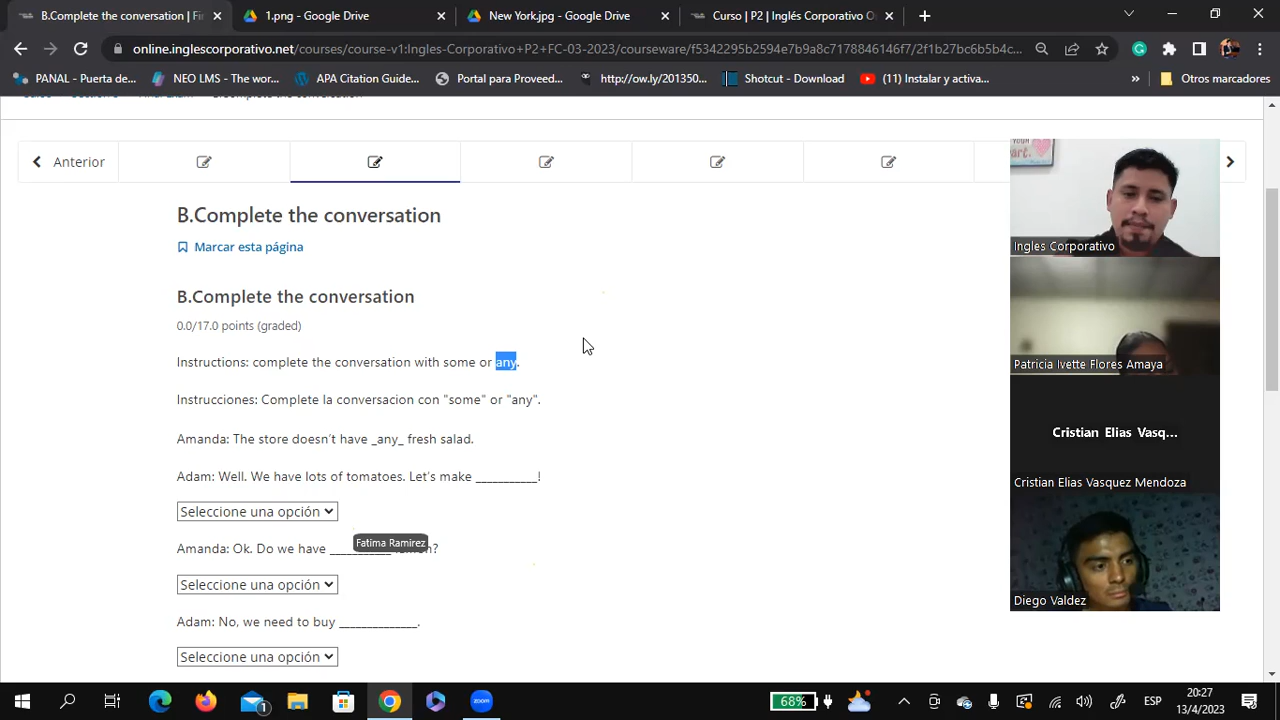 B.Complete the conversation | Fin
1.png - Google Drive
New York.jpg - Google Drive
Curso | P2 | Inglés Corporativo O
online.inglescorporativo.net/courses/course-v1:Ingles-Corporativo+P2+FC-03-2023/courseware/f5342295b2594e7b9a8c7178846146f7/2f1b27bc6b5b4c...
PANAL - Puerta de...
NEO LMS - The wor...
APA Citation Guide...
Portal para Proveed...
http://ow.ly/201350...
Shotcut - Download
(11) Instalar y activa...
»
Otros marcadores
Anterior
B.Complete the conversation
Marcar esta página
B.Complete the conversation
0.0/17.0 points (graded)
Instructions: complete the conversation with some or any.
Instrucciones: Complete la conversacion con "some" or "any".
Amanda: The store doesn't have _any_ fresh salad.
Adam: Well. We have lots of tomatoes. Let's make ___________!
Seleccione una opción
Amanda: Ok. Do we have ___________
Fatima Ramirez
Seleccione una opción
Adam: No, we need to buy ______________.
Seleccione una opción
Ingles Corporativo
Patricia Ivette Flores Amaya
Cristian Elias Vasq...
Cristian Elias Vasquez Mendoza
Diego Valdez
1
zoom
68%
ESP
20:27
13/4/2023